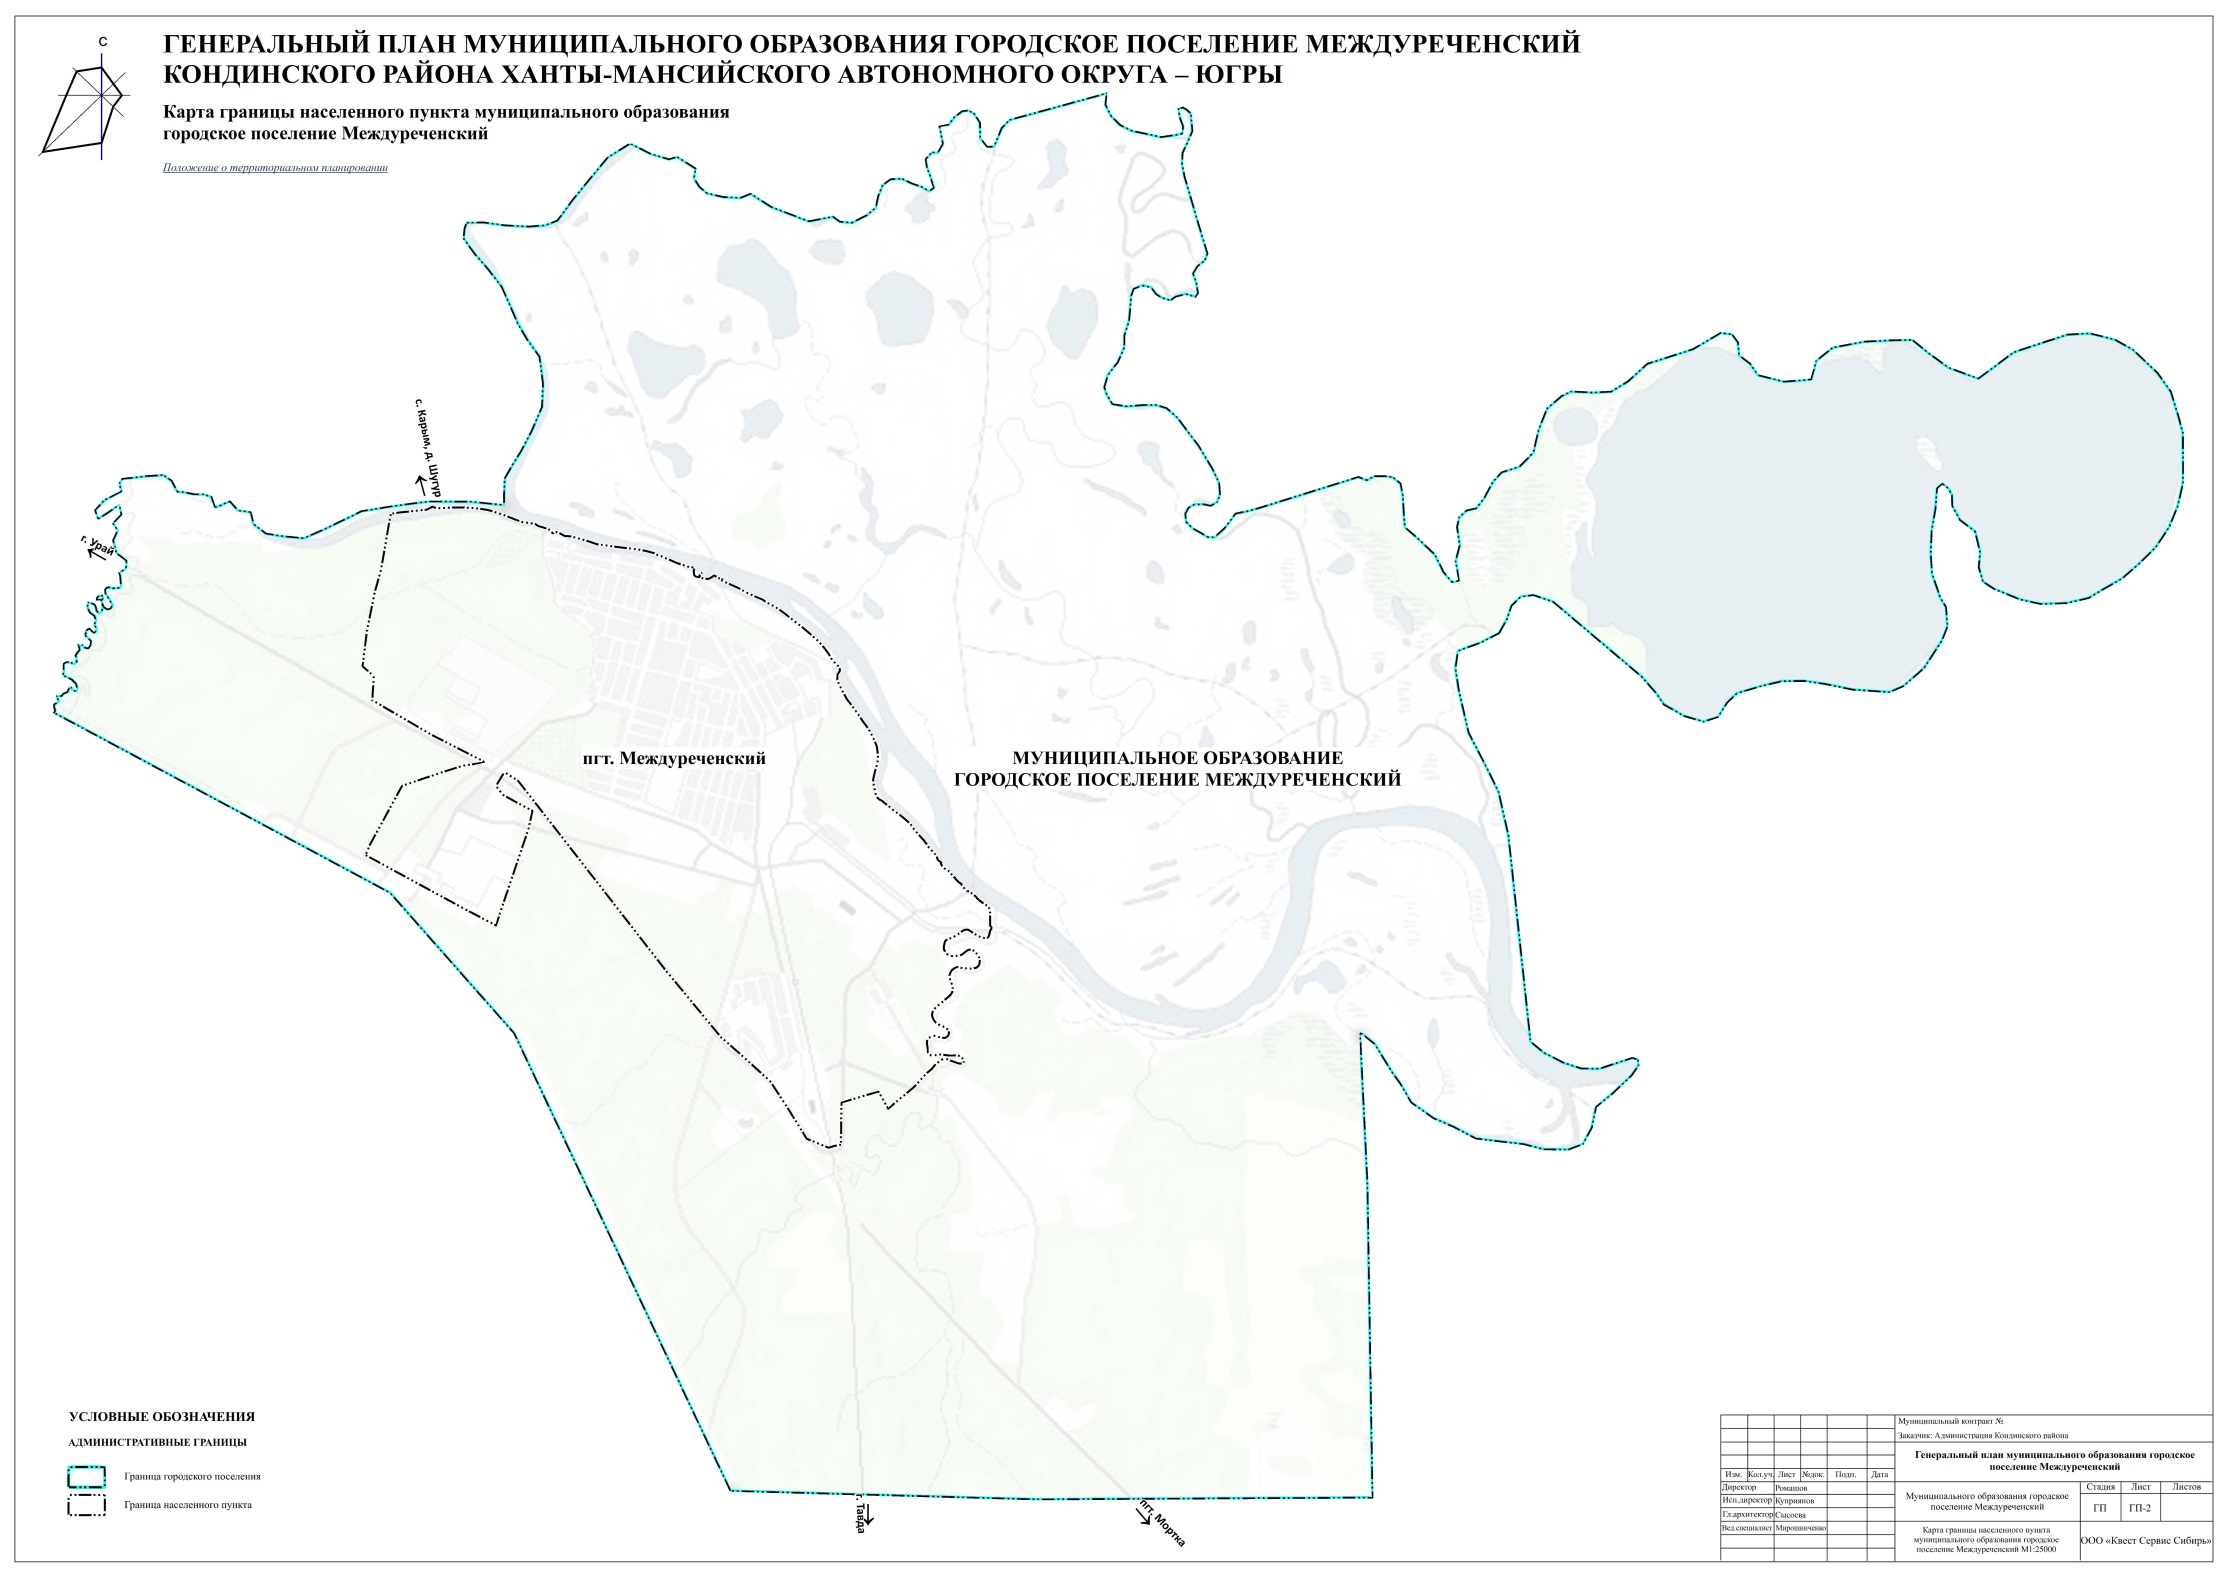 С
ГЕНЕРАЛЬНЫЙ ПЛАН МУНИЦИПАЛЬНОГО ОБРАЗОВАНИЯ ГОРОДСКОЕ ПОСЕЛЕНИЕ МЕЖДУРЕЧЕНСКИЙ
КОНДИНСКОГО РАЙОНА ХАНТЫ-МАНСИЙСКОГО АВТОНОМНОГО ОКРУГА – ЮГРЫ
Карта границы населенного пункта муниципального образования
городское поселение Междуреченский
Положение о территориальном планировании
с. Карым, д. Шугур
г. Урай
пгт. Междуреченский
МУНИЦИПАЛЬНОЕ ОБРАЗОВАНИЕ
ГОРОДСКОЕ ПОСЕЛЕНИЕ МЕЖДУРЕЧЕНСКИЙ
г. Тавда
пгт. Мортка
УСЛОВНЫЕ ОБОЗНАЧЕНИЯ
АДМИНИСТРАТИВНЫЕ ГРАНИЦЫ
Граница городского поселения
Граница населенного пункта
Муниципальный контракт №
Заказчик: Администрация Кондинского района
Генеральный план муниципального образования городское
поселение Междуреченский
Изм. Кол.уч. Лист №док. Подп. Дата
Директор Ромашов
Исп.директор Куприянов
Гл.архитектор Сысоева
Вед.специалист Мирошниченко
Муниципального образования городское
поселение Междуреченский
Стадия Лист Листов
ГП ГП-2
Карта границы населенного пункта
муниципального образования городское
поселение Междуреченский М1:25000
ООО «Квест Сервис Сибирь»